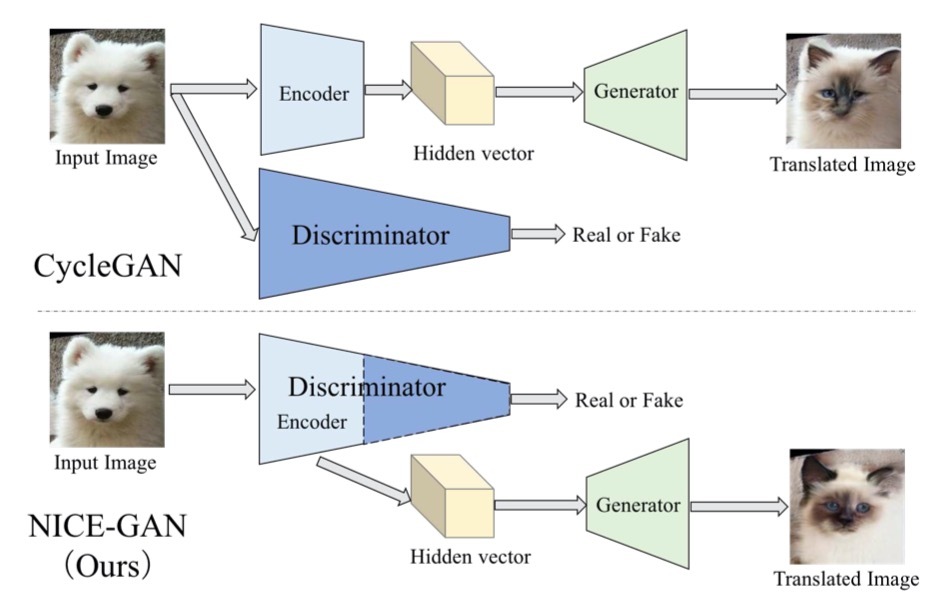 Input Image
Encoder
Hidden vector
Generator
Translated Image
Discriminator
Real or Fake
CycleGAN
Input Image
Discriminator
Encoder
Real or Fake
Hidden vector
Generator
Translated Image
NICE-GAN
（Ours）